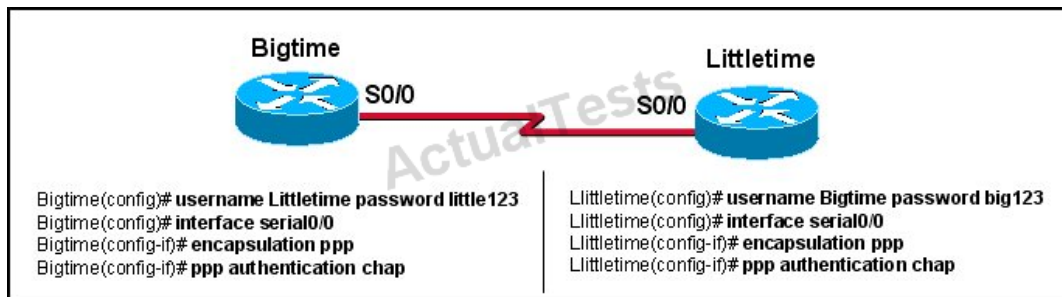 Bigtime
Littletime
S0/0
S0/0
ActualTests
Bigtime(config)# username Littletime password little123
Bigtime(config)# interface serial0/0
Bigtime(config-if)# encapsulation ppp
Bigtime(config-if)# ppp authentication chap
Llittletime(config)# username Bigtime password big123
Llittletime(config)# interface serial0/0
Llittletime(config-if)# encapsulation ppp
Llittletime(config-if)# ppp authentication chap